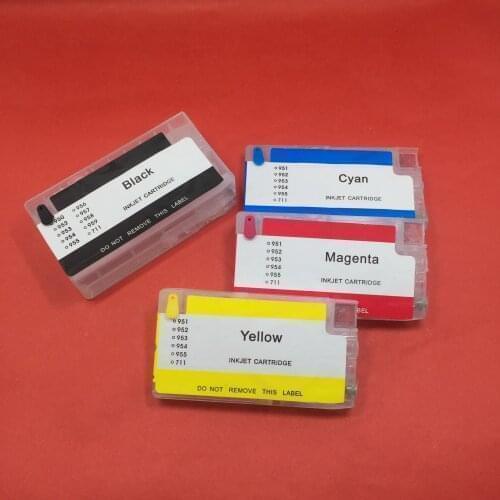 Black
INKJET CARTRIDGE
950 956
952 957
953 958
954 959
955 711
DO NOT REMOVE THIS LABEL
Cyan
INKJET CARTRIDGE
951
952
953
954
955
711
Magenta
INKJET CARTRIDGE
951
952
953
954
955
711
LABEL
Yellow
INKJET CARTRIDGE
951
952
953
954
955
711
DO NOT REMOVE THIS LABEL